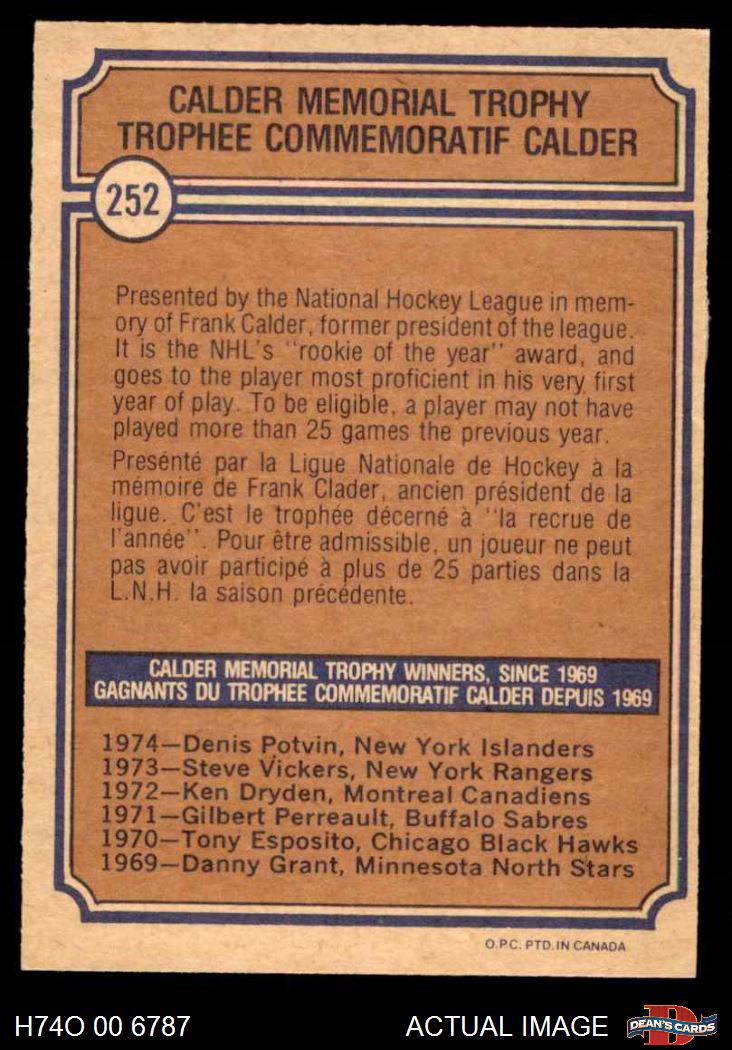 CALDER MEMORIAL TROPHY
TROPHEE COMMEMORATIF CALDER
252
Presented by the National Hockey League in mem-
ory of Frank Calder, former president of the league.
It is the NHL's "rookie of the year" award, and
goes to the player most proficient in his very first
year of play. To be eligible, a player may not have
played more than 25 games the previous year.
Presénté par la Ligue Nationale de Hockey à la
mémoire de Frank Clader, ancien président de la
ligue. C'est le trophée décerné à "la recrue de
l'année". Pour être admissible, un joueur ne peut
pas avoir participé à plus de 25 parties dans la
L.N.H. la saison précédente.
CALDER MEMORIAL TROPHY WINNERS, SINCE 1969
GAGNANTS DU TROPHEE COMMEMORATIF CALDER DEPUIS 1969
1974—Denis Potvin, New York Islanders
1973—Steve Vickers, New York Rangers
1972—Ken Dryden, Montreal Canadiens
1971—Gilbert Perreault, Buffalo Sabres
1970—Tony Esposito, Chicago Black Hawks
1969—Danny Grant, Minnesota North Stars
O.P.C. PTD. IN CANADA
H74O 00 6787
ACTUAL IMAGE
D
DEAN'S CARDS